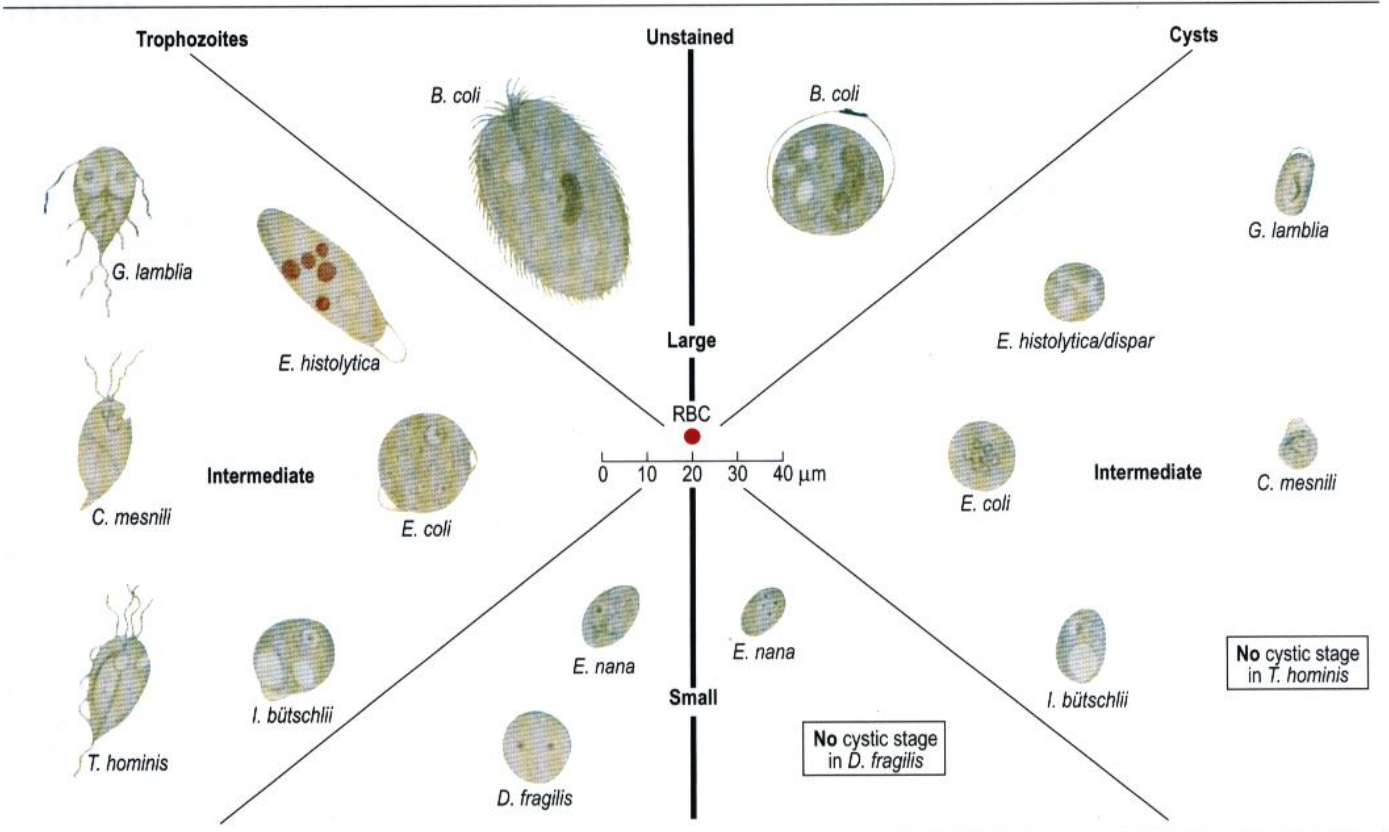 Trophozoites
Unstained
Cysts
B. coli
B. coli
G. lamblia
G. lamblia
E. histolytica
E. histolytica/dispar
Large
RBC
0 10 20 30 40 μm
Intermediate
Intermediate
C. mesnili
E. coli
E. coli
C. mesnili
E. nana
E. nana
No cystic stage
in T. hominis
Small
I. bütschlii
I. bütschlii
No cystic stage
in D. fragilis
T. hominis
D. fragilis